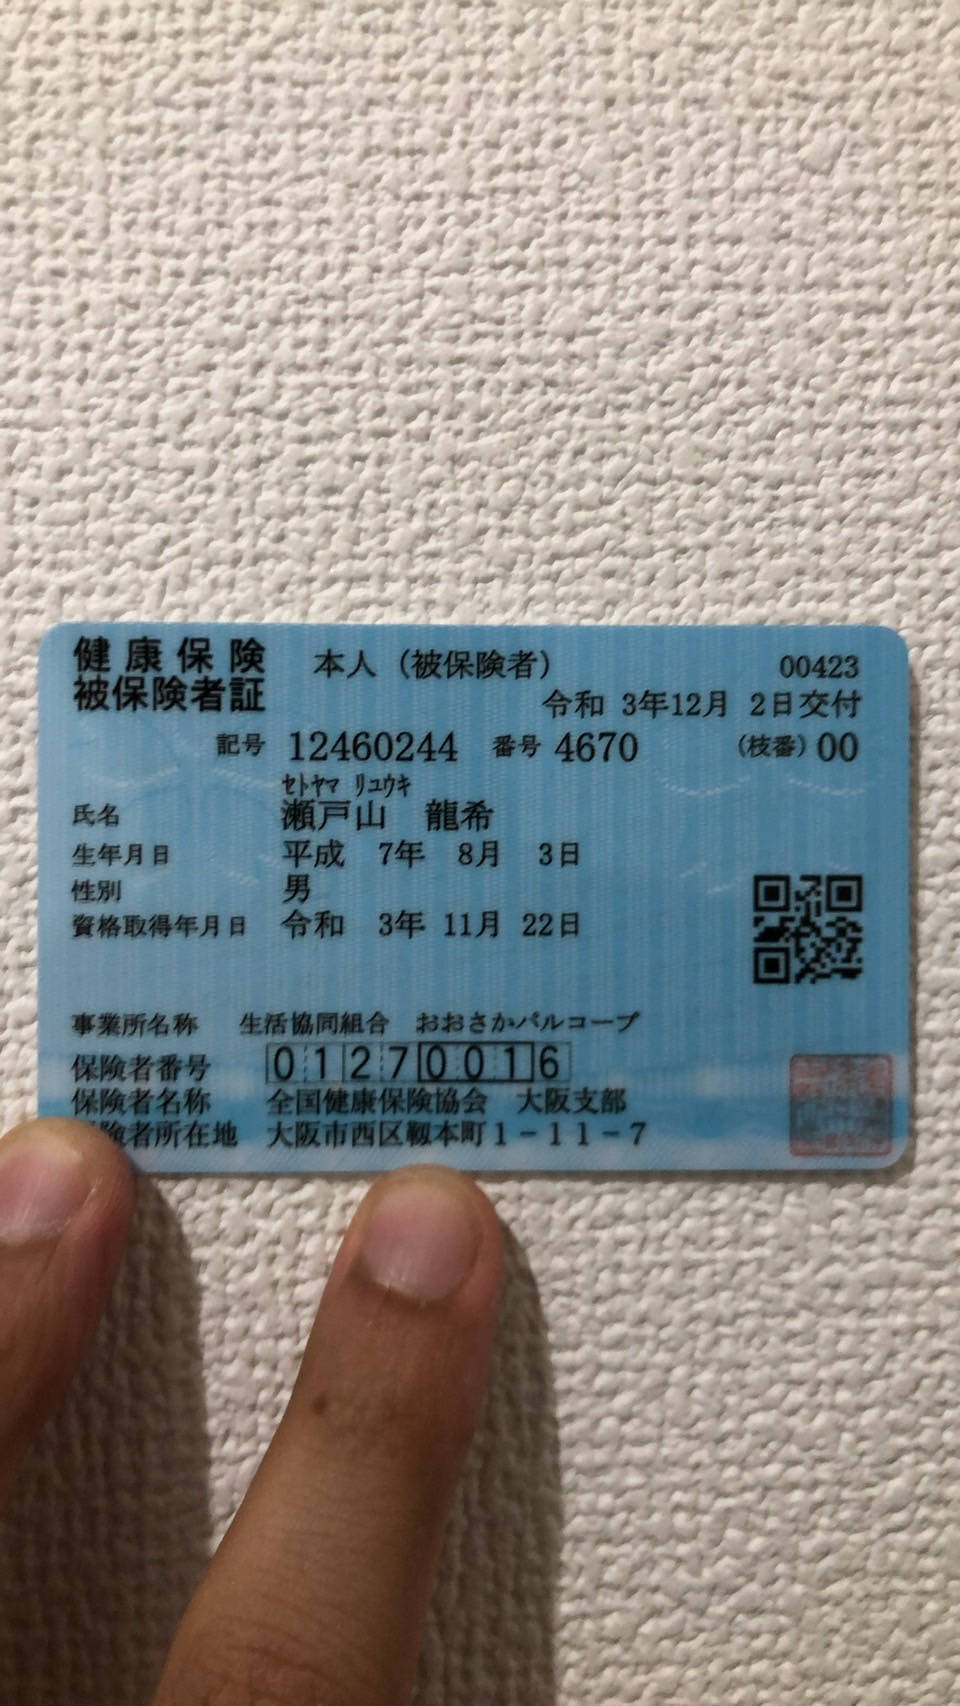 健康保険 本人（被保険者） 00423
被保険者証 令和 3年12月 2日交付
記号 12460244 番号 4670 （枝番）00
ｾﾄﾔﾏ ﾘﾕｳｷ
氏名 瀬戸山 龍希
生年月日 平成 7年 8月 3日
性別 男
資格取得年月日 令和 3年 11月 22日
事業所名称 生活協同組合 おおさかパルコープ
保険者番号 01270016
保険者名称 全国健康保険協会 大阪支部
険者所在地 大阪市西区靱本町１－１１－７